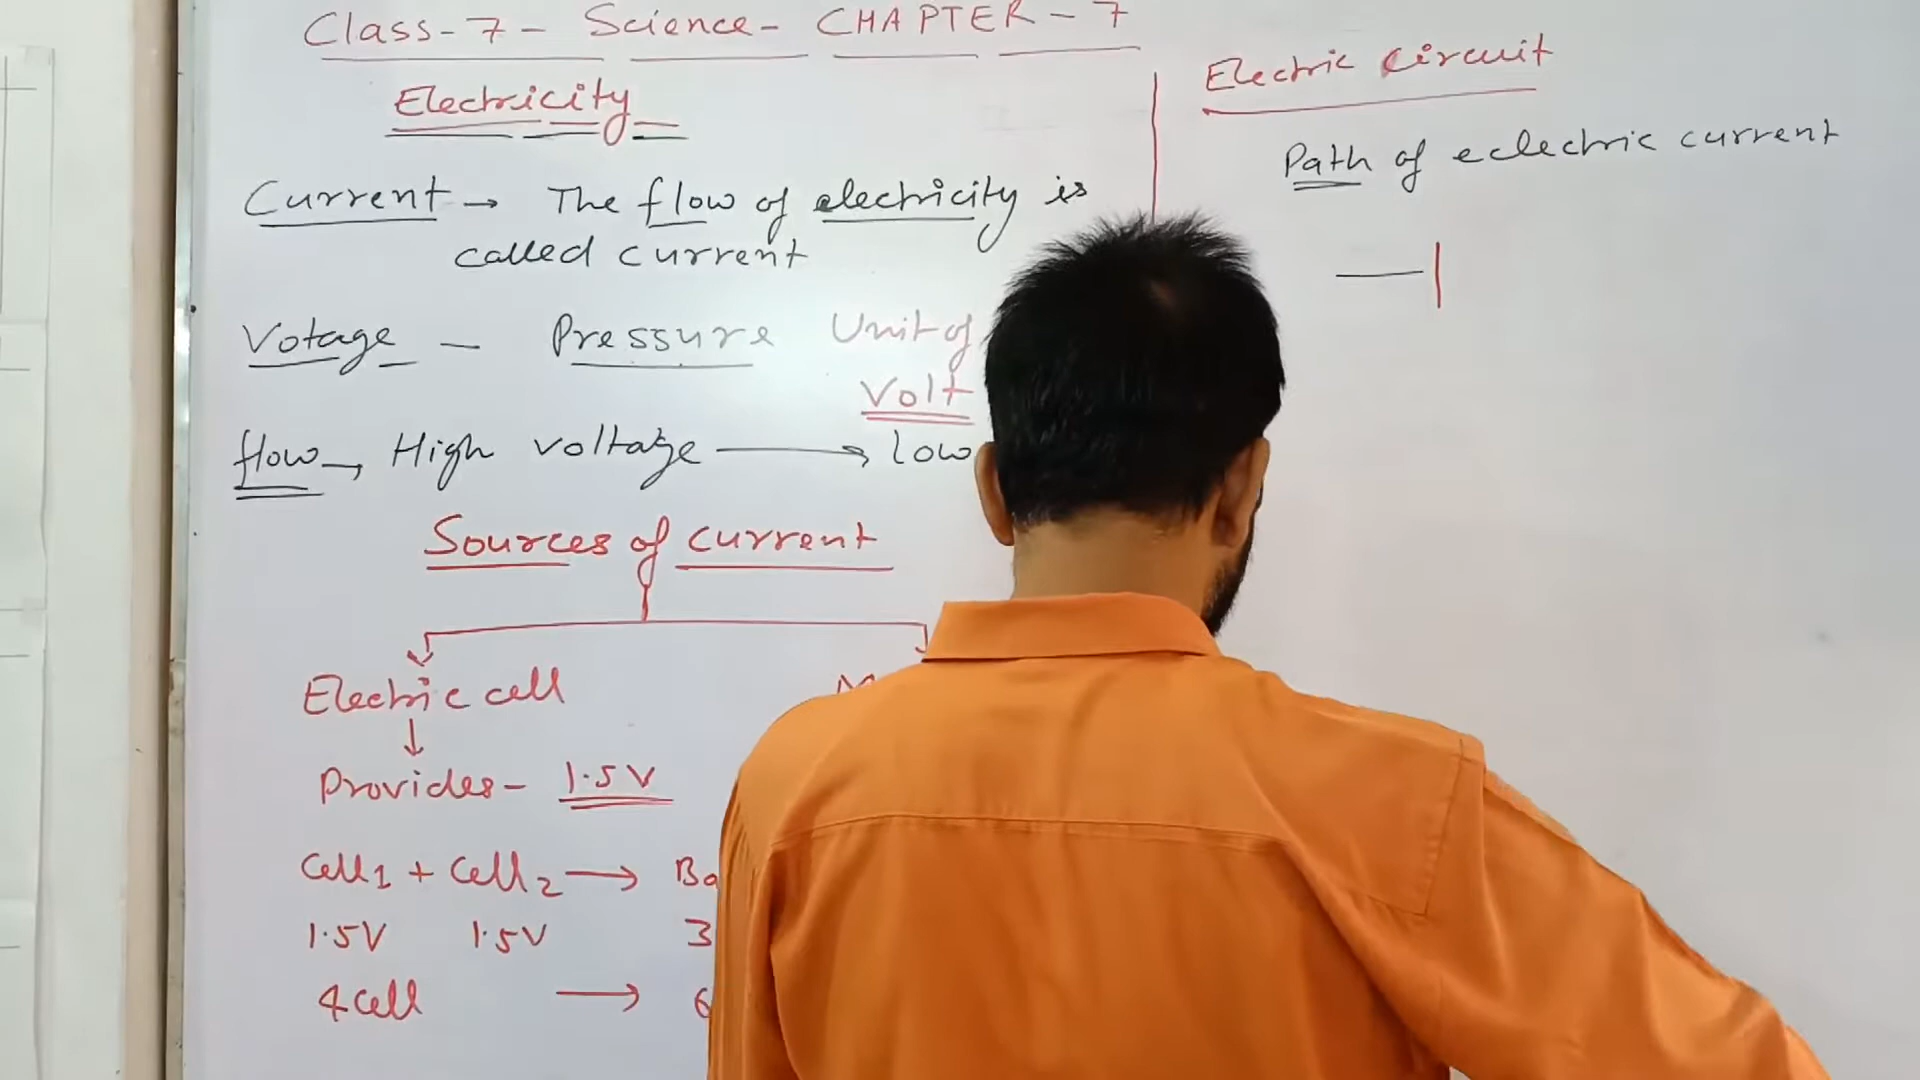 Class-7- Science- CHAPTER-7
Electricity
Current → The flow of electricity is
called current
Votage - Pressure Unit of
Volt
flow → High voltage → Low
Sources of current
Electric cell
Provides- 1.5V
Cell1 + Cell2 →
1.5V 1.5V 3
4 cell → 6
Electric circuit
Path of eclectric current